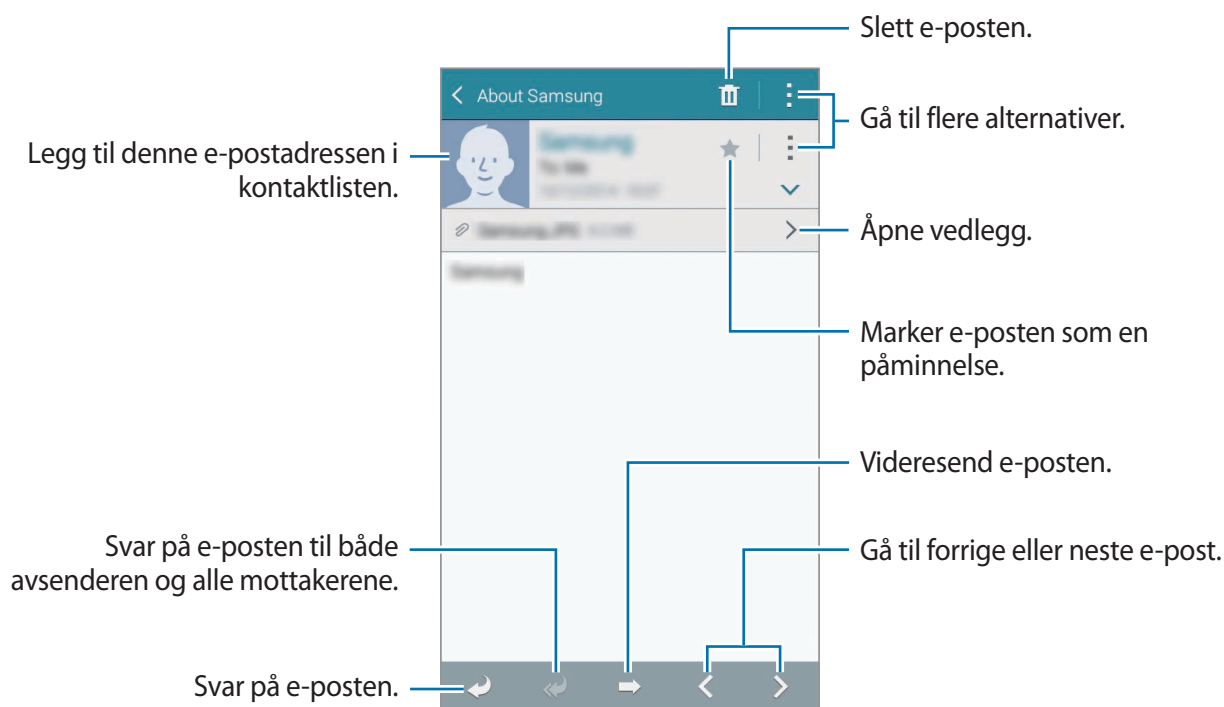 Slett e-posten.
About Samsung
Gå til flere alternativer.
Legg til denne e-postadressen i
kontaktlisten.
Åpne vedlegg.
Marker e-posten som en
påminnelse.
Videresend e-posten.
Svar på e-posten til både
avsenderen og alle mottakerene.
Gå til forrige eller neste e-post.
Svar på e-posten.